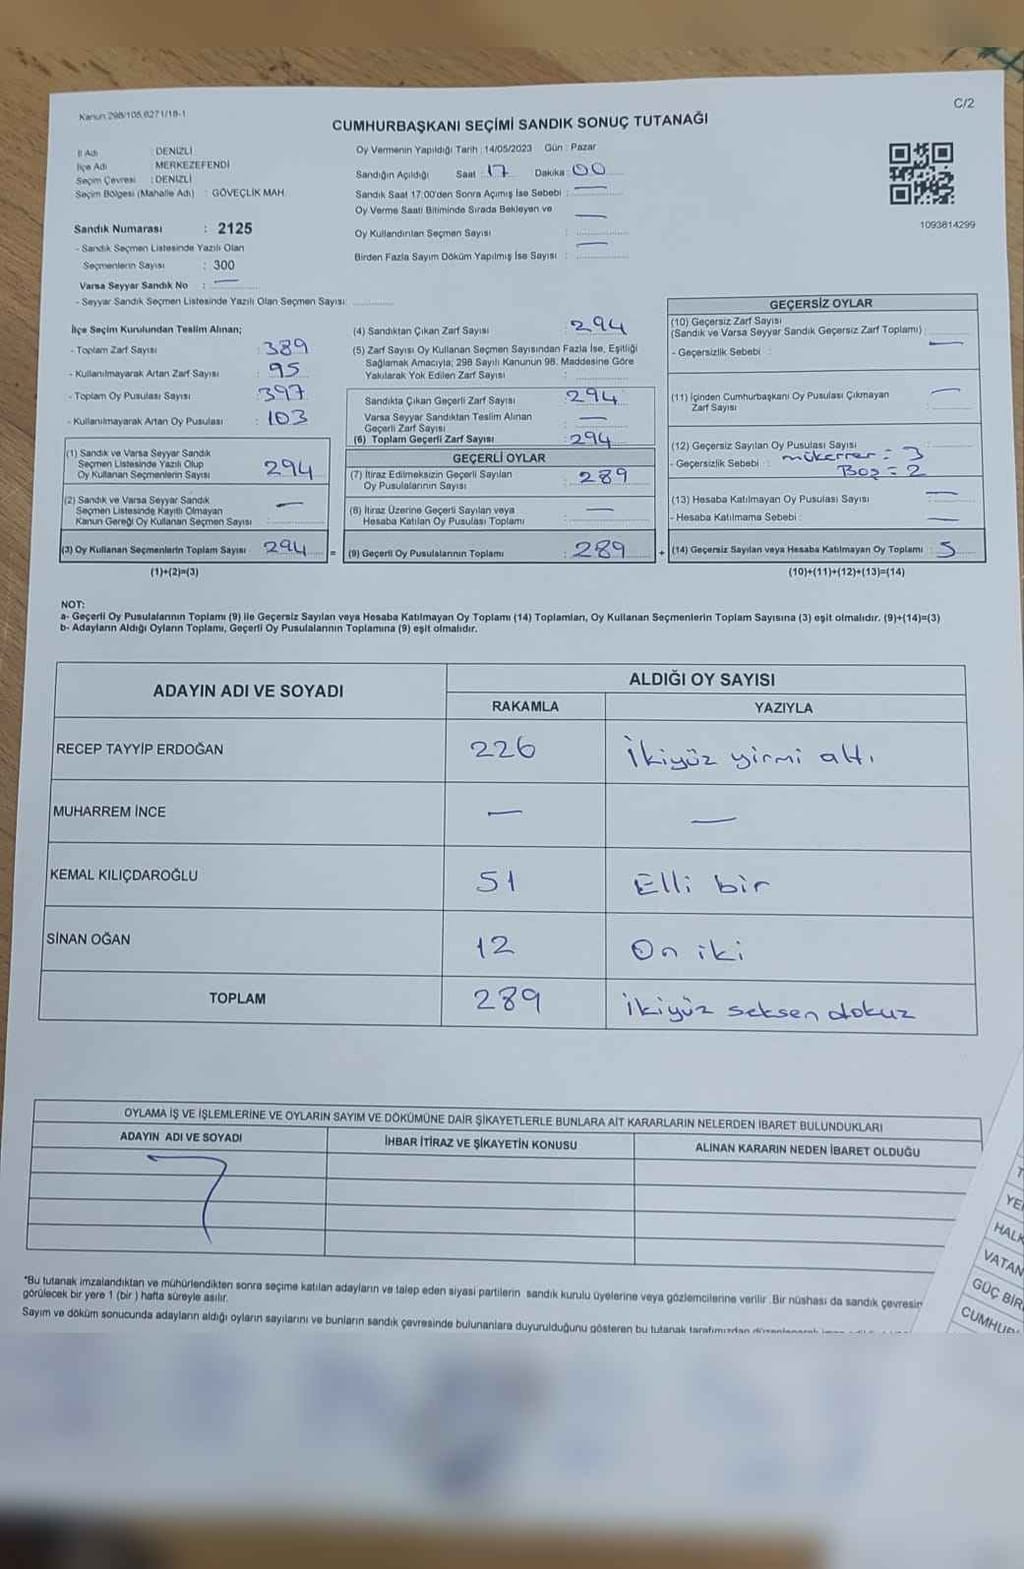 Kanun 298/105,6271/18-1
C/2
CUMHURBAŞKANI SEÇİMİ SANDIK SONUÇ TUTANAĞI
İl Adı : DENİZLİ
İlçe Adı : MERKEZEFENDİ
Seçim Çevresi : DENİZLİ
Seçim Bölgesi (Mahalle Adı) : GÖVEÇLİK MAH.
Oy Vermenin Yapıldığı Tarih : 14/05/2023 Gün : Pazar
Sandığın Açıldığı Saat : 17 Dakika : 00
Sandık Saat 17:00'den Sonra Açımış İse Sebebi : —
Oy Verme Saati Bitiminde Sırada Bekleyen ve —
Oy Kullandırılan Seçmen Sayısı :
Birden Fazla Sayım Döküm Yapılmış İse Sayısı : —
1093814299
Sandık Numarası : 2125
- Sandık Seçmen Listesinde Yazılı Olan
Seçmenlerin Sayısı : 300
Varsa Seyyar Sandık No : —
- Seyyar Sandık Seçmen Listesinde Yazılı Olan Seçmen Sayısı:
İlçe Seçim Kurulundan Teslim Alınan;
- Toplam Zarf Sayısı : 389
- Kullanılmayarak Artan Zarf Sayısı : 95
- Toplam Oy Pusulası Sayısı : 397
- Kullanılmayarak Artan Oy Pusulası : 103
(1) Sandık ve Varsa Seyyar Sandık
Seçmen Listesinde Yazılı Olup
Oy Kullanan Seçmenlerin Sayısı 294
(2) Sandık ve Varsa Seyyar Sandık
Seçmen Listesinde Kayıtlı Olmayan
Kanun Gereği Oy Kullanan Seçmen Sayısı : —
(3) Oy Kullanan Seçmenlerin Toplam Sayısı : 294 =
(1)+(2)=(3)
(4) Sandıktan Çıkan Zarf Sayısı : 294
(5) Zarf Sayısı Oy Kullanan Seçmen Sayısından Fazla İse, Eşitliği
Sağlamak Amacıyla; 298 Sayılı Kanunun 98. Maddesine Göre
Yakılarak Yok Edilen Zarf Sayısı :
Sandıkta Çıkan Geçerli Zarf Sayısı : 294
Varsa Seyyar Sandıktan Teslim Alınan
Geçerli Zarf Sayısı : —
(6) Toplam Geçerli Zarf Sayısı : 294
GEÇERLİ OYLAR
(7) İtiraz Edilmeksizin Geçerli Sayılan
Oy Pusulalarının Sayısı : 289
(8) İtiraz Üzerine Geçerli Sayılan veya
Hesaba Katılan Oy Pusulası Toplamı : —
(9) Geçerli Oy Pusulalarının Toplamı : 289 +
GEÇERSİZ OYLAR
(10) Geçersiz Zarf Sayısı
(Sandık ve Varsa Seyyar Sandık Geçersiz Zarf Toplamı) :
- Geçersizlik Sebebi : —
(11) İçinden Cumhurbaşkanı Oy Pusulası Çıkmayan —
Zarf Sayısı :
(12) Geçersiz Sayılan Oy Pusulası Sayısı :
- Geçersizlik Sebebi : mükerrer = 3
Boş = 2
(13) Hesaba Katılmayan Oy Pusulası Sayısı : —
- Hesaba Katılmama Sebebi : —
(14) Geçersiz Sayılan veya Hesaba Katılmayan Oy Toplamı : 5
(10)+(11)+(12)+(13)=(14)
NOT:
a- Geçerli Oy Pusulalarının Toplamı (9) ile Geçersiz Sayılan veya Hesaba Katılmayan Oy Toplamı (14) Toplamları, Oy Kullanan Seçmenlerin Toplam Sayısına (3) eşit olmalıdır. (9)+(14)=(3)
b- Adayların Aldığı Oyların Toplamı, Geçerli Oy Pusulalarının Toplamına (9) eşit olmalıdır.
ADAYIN ADI VE SOYADI
ALDIĞI OY SAYISI
RAKAMLA YAZIYLA
RECEP TAYYİP ERDOĞAN 226 İkiyüz yirmi altı
MUHARREM İNCE — —
KEMAL KILIÇDAROĞLU 51 Elli bir
SİNAN OĞAN 12 On iki
TOPLAM 289 İkiyüz seksen dokuz
OYLAMA İŞ VE İŞLEMLERİNE VE OYLARIN SAYIM VE DÖKÜMÜNE DAİR ŞİKAYETLERLE BUNLARA AİT KARARLARIN NELERDEN İBARET BULUNDUKLARI
ADAYIN ADI VE SOYADI İHBAR İTİRAZ VE ŞİKAYETİN KONUSU ALINAN KARARIN NEDEN İBARET OLDUĞU
*Bu tutanak imzalandıktan ve mühürlendikten sonra seçime katılan adayların ve talep eden siyasi partilerin sandık kurulu üyelerine veya gözlemcilerine verilir. Bir nüshası da sandık çevresin
görülecek bir yere 1 (bir) hafta süreyle asılır.
Sayım ve döküm sonucunda adayların aldığı oyların sayılarını ve bunların sandık çevresinde bulunanlara duyurulduğunu gösteren bu tutanak tarafımızdan
YE
HALK
VATAN
GÜÇ BİR
CUMHU